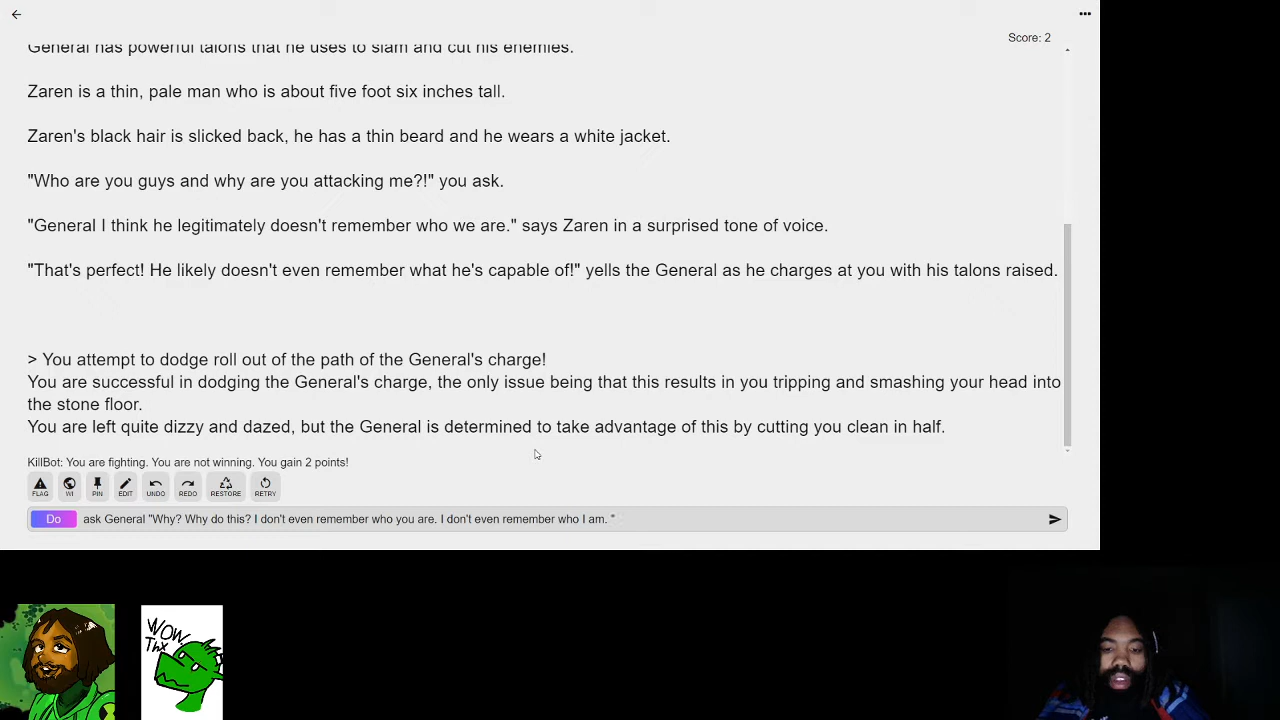 Score: 2
General has powerful talons that he uses to slam and cut his enemies.
Zaren is a thin, pale man who is about five foot six inches tall.
Zaren's black hair is slicked back, he has a thin beard and he wears a white jacket.
"Who are you guys and why are you attacking me?!" you ask.
"General I think he legitimately doesn't remember who we are." says Zaren in a surprised tone of voice.
"That's perfect! He likely doesn't even remember what he's capable of!" yells the General as he charges at you with his talons raised.
> You attempt to dodge roll out of the path of the General's charge!
You are successful in dodging the General's charge, the only issue being that this results in you tripping and smashing your head into
the stone floor.
You are left quite dizzy and dazed, but the General is determined to take advantage of this by cutting you clean in half.
KillBot: You are fighting. You are not winning. You gain 2 points!
FLAG WI PIN EDIT UNDO REDO RESTORE RETRY
Do ask General "Why? Why do this? I don't even remember who you are. I don't even remember who I am. "
WOW
Thx